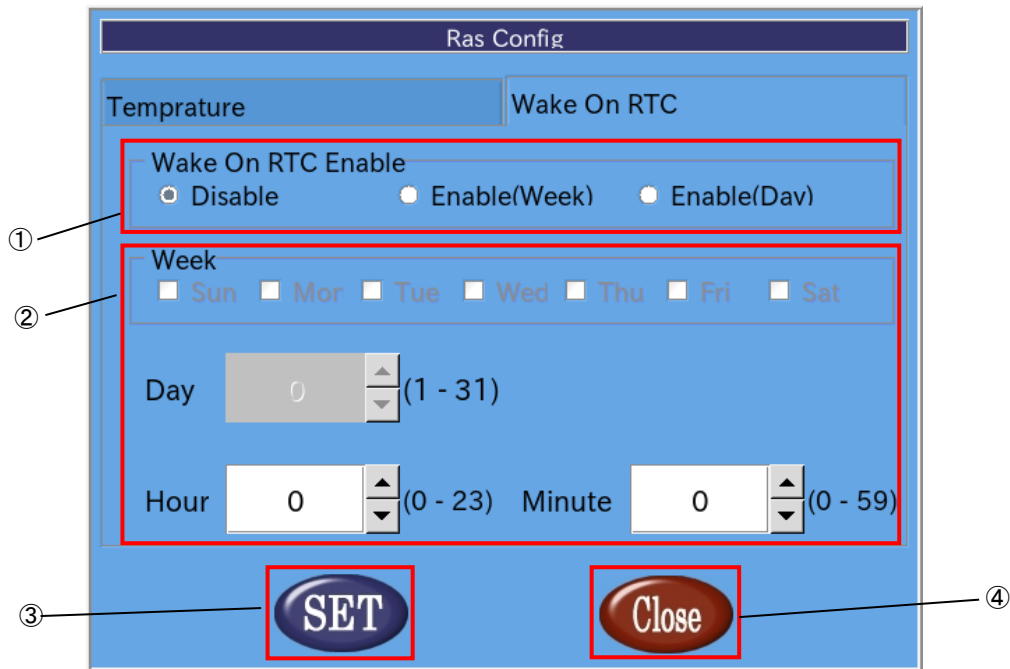 Ras Config
Temprature Wake On RTC
Wake On RTC Enable
Disable Enable(Week) Enable(Day)
①
Week
Sun Mon Tue Wed Thu Fri Sat
②
Day 0 (1 - 31)
Hour 0 (0 - 23) Minute 0 (0 - 59)
③ SET Close ④